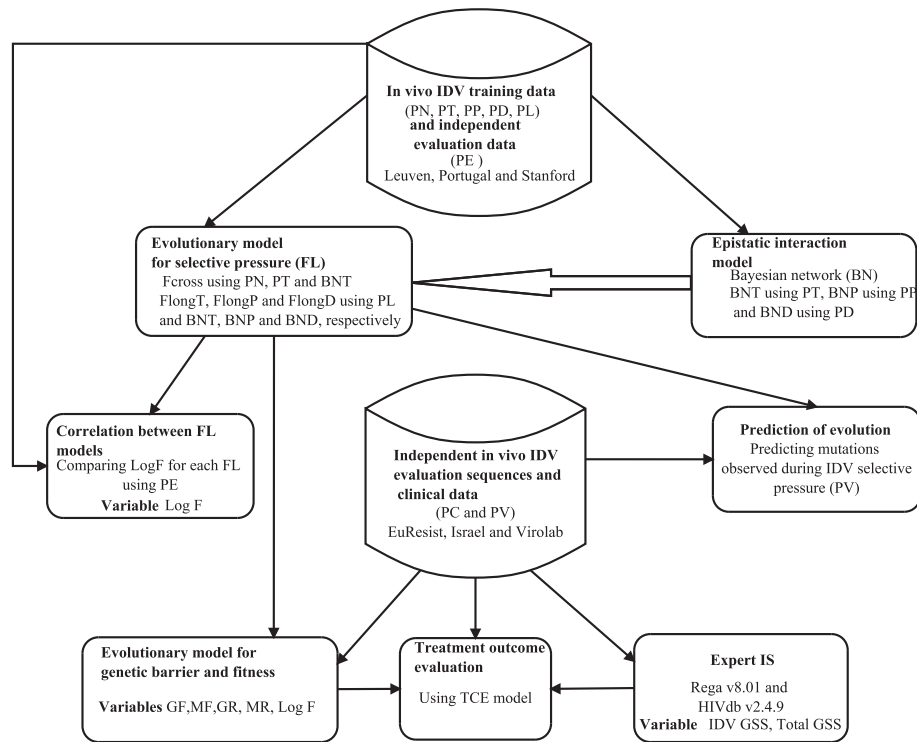 In vivo IDV training data
(PN, PT, PP, PD, PL)
and independent
evaluation data
(PE )
Leuven, Portugal and Stanford
Evolutionary model
for selective pressure (FL)
Fcross using PN, PT and BNT
FlongT, FlongP and FlongD using PL
and BNT, BNP and BND, respectively
Epistatic interaction
model
Bayesian network (BN)
BNT using PT, BNP using PP
and BND using PD
Correlation between FL
models
Comparing LogF for each FL
using PE
Variable Log F
Independent in vivo IDV
evaluation sequences and
clinical data
(PC and PV)
EuResist, Israel and Virolab
Prediction of evolution
Predicting mutations
observed during IDV selective
pressure (PV)
Evolutionary model for
genetic barrier and fitness
Variables GF,MF,GR, MR, Log F
Treatment outcome
evaluation
Using TCE model
Expert IS
Rega v8.01 and
HIVdb v2.4.9
Variable IDV GSS, Total GSS